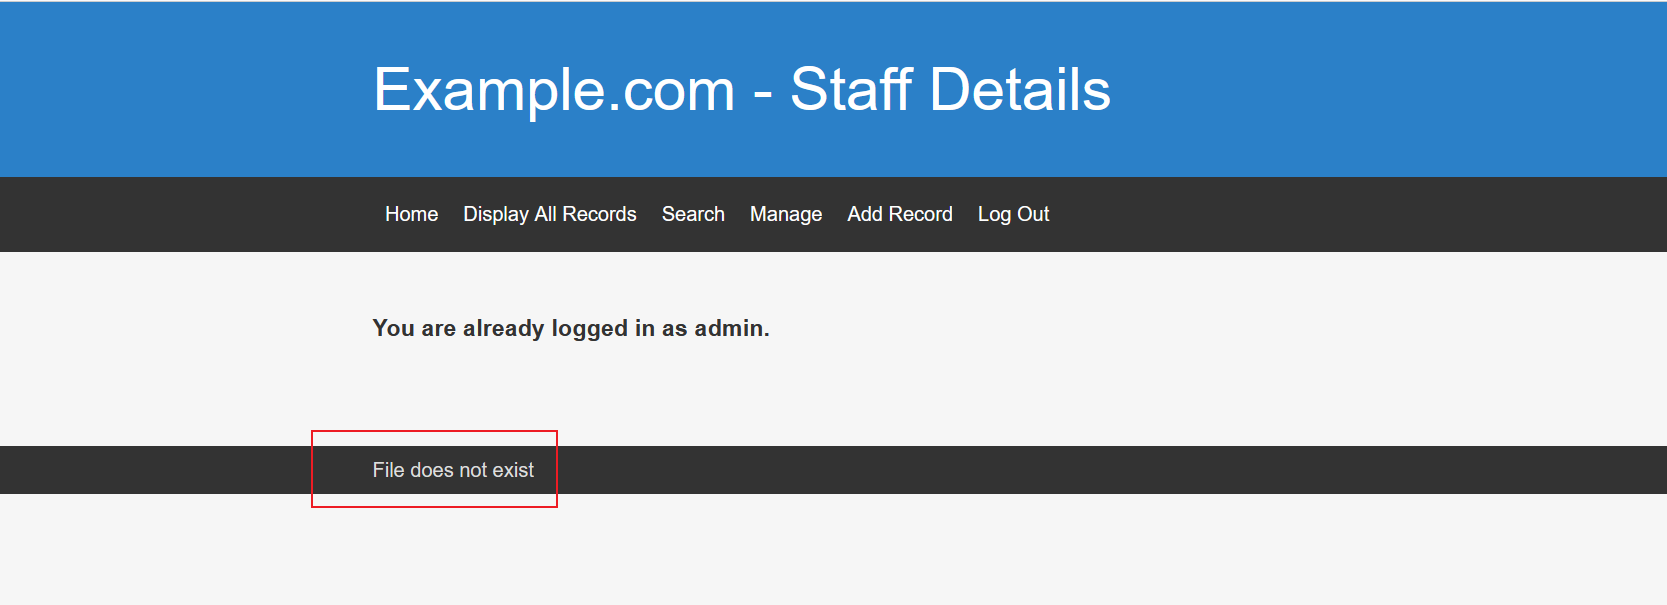 Example.com - Staff Details
Home Display All Records Search Manage Add Record Log Out
You are already logged in as admin.
File does not exist